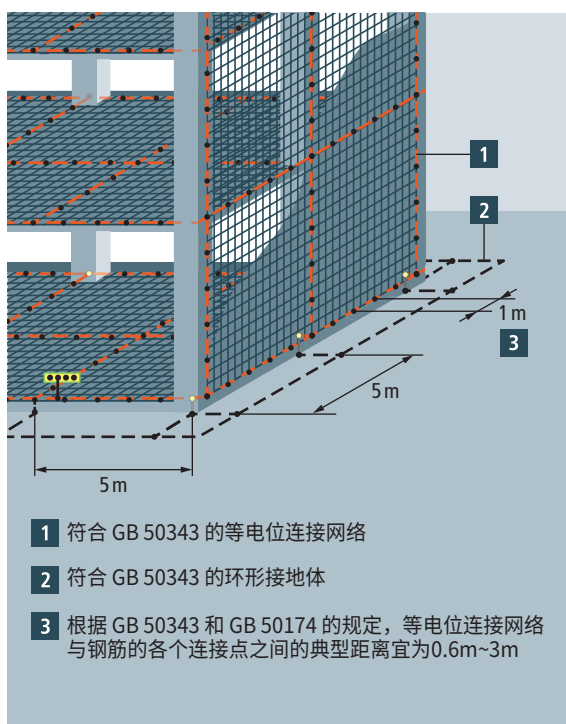 1
2
1 m
3
5 m
5 m
1 符合 GB 50343 的等电位连接网络
2 符合 GB 50343 的环形接地体
3 根据 GB 50343 和 GB 50174 的规定，等电位连接网络
与钢筋的各个连接点之间的典型距离宜为0.6m~3m